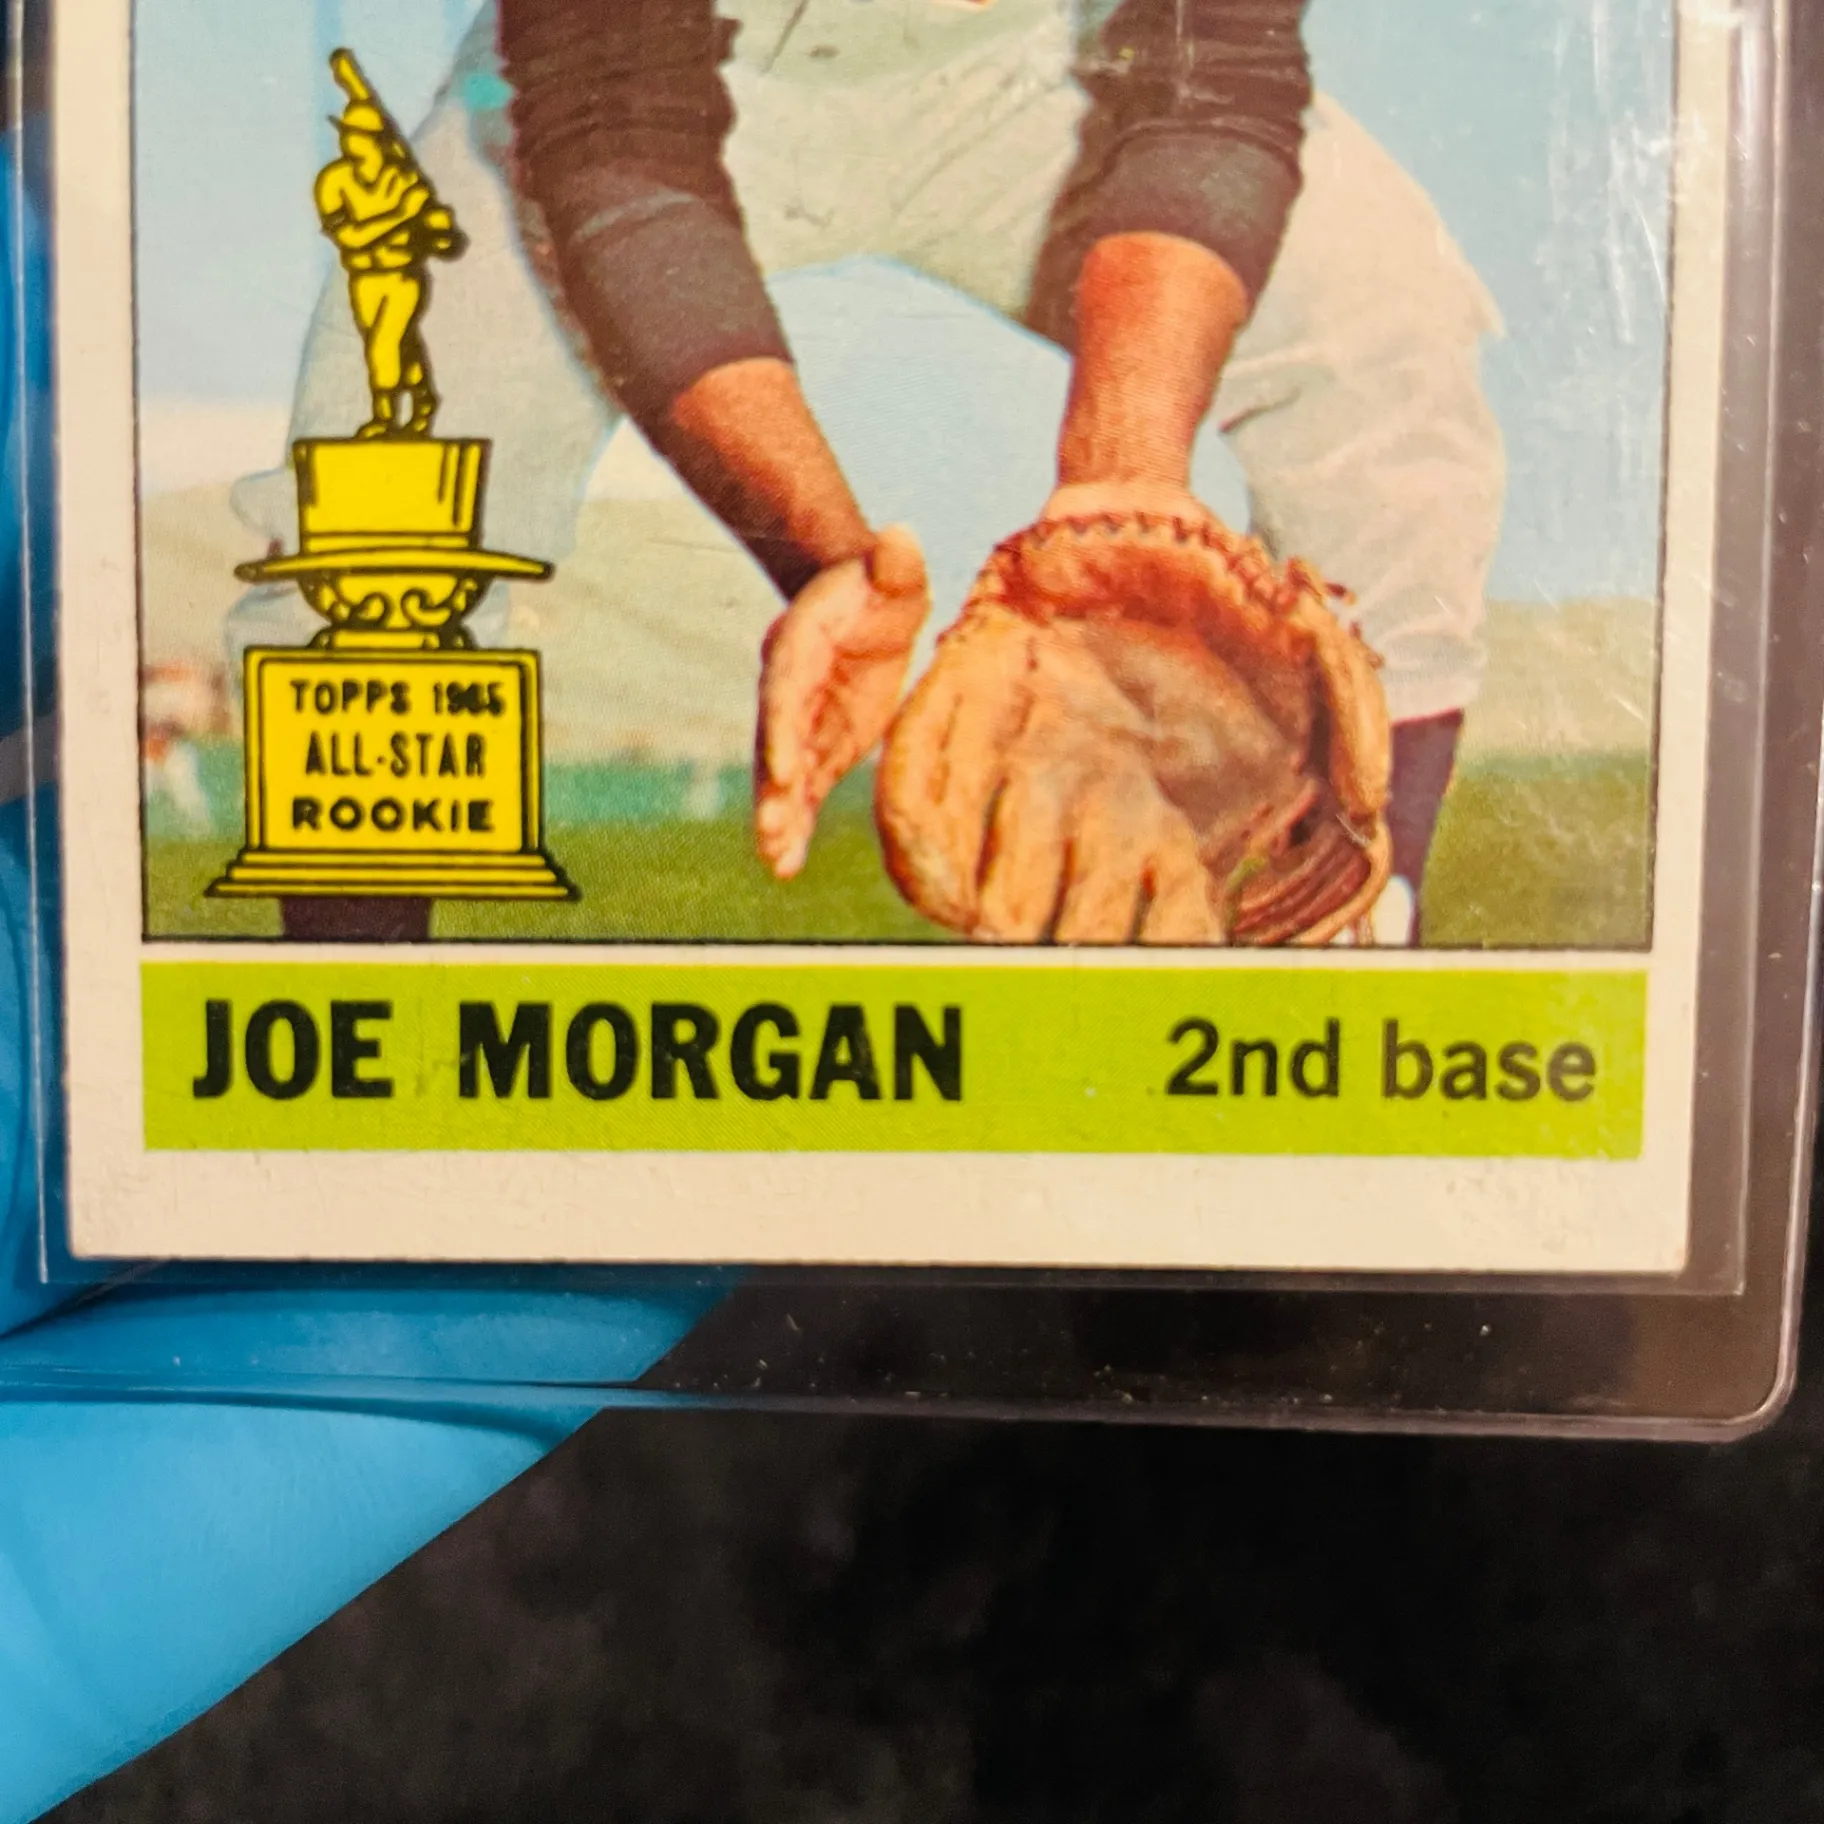 TOPPS 1965
ALL-STAR
ROOKIE
JOE MORGAN 2nd base